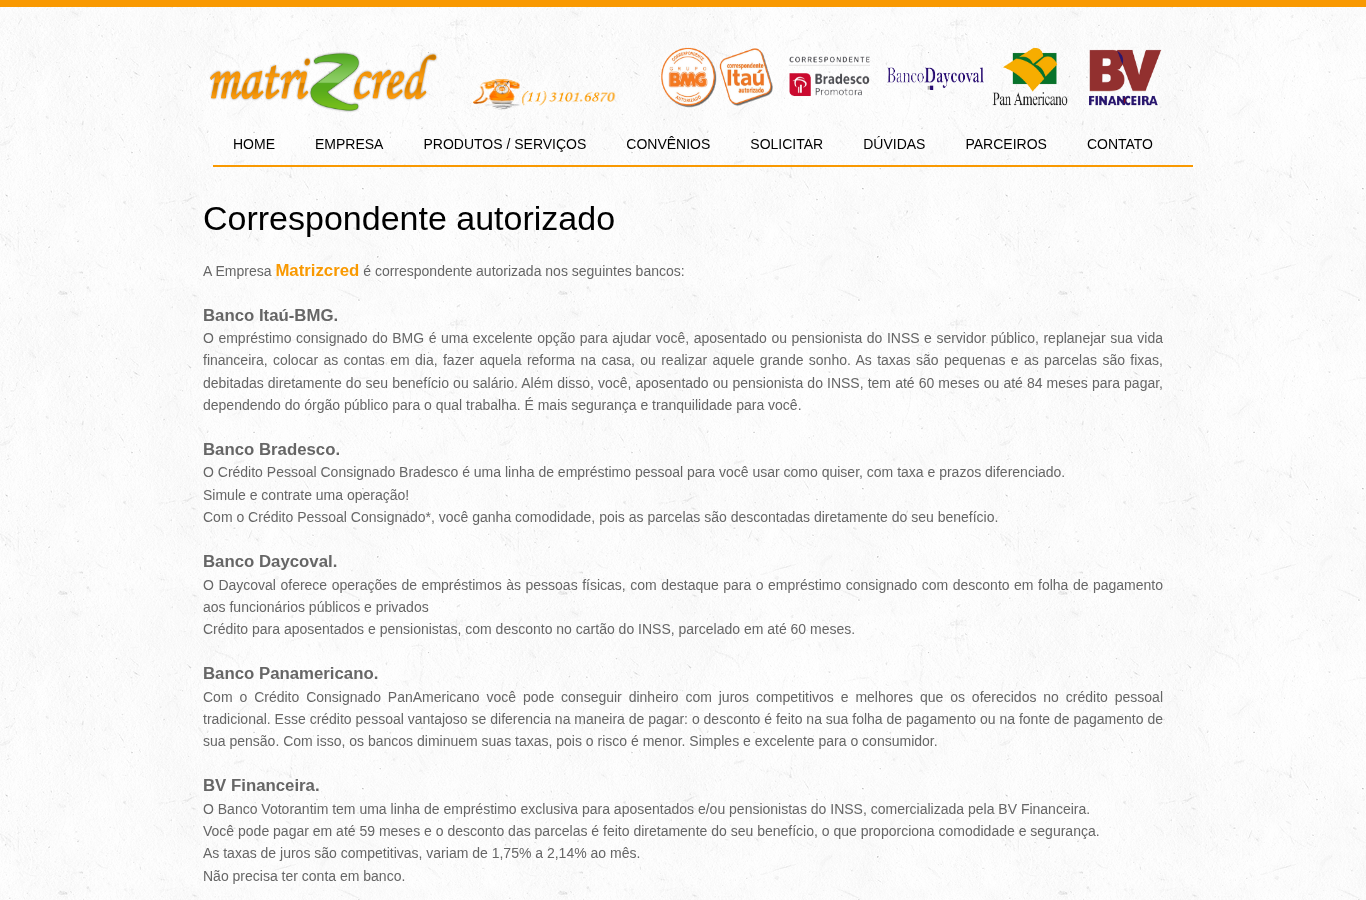 matrizcred
(11) 3101.6870
CORRESPONDENTE
GRUPO
BMG
AUTORIZADO
correspondente
Itaú
autorizado
CORRESPONDENTE
Bradesco
Promotora
BancoDaycoval
Pan Americano
BV
FINANCEIRA
HOME
EMPRESA
PRODUTOS / SERVIÇOS
CONVÊNIOS
SOLICITAR
DÚVIDAS
PARCEIROS
CONTATO
Correspondente autorizado
A Empresa Matrizcred é correspondente autorizada nos seguintes bancos:
Banco Itaú-BMG.
O empréstimo consignado do BMG é uma excelente opção para ajudar você, aposentado ou pensionista do INSS e servidor público, replanejar sua vida
financeira, colocar as contas em dia, fazer aquela reforma na casa, ou realizar aquele grande sonho. As taxas são pequenas e as parcelas são fixas,
debitadas diretamente do seu benefício ou salário. Além disso, você, aposentado ou pensionista do INSS, tem até 60 meses ou até 84 meses para pagar,
dependendo do órgão público para o qual trabalha. É mais segurança e tranquilidade para você.
Banco Bradesco.
O Crédito Pessoal Consignado Bradesco é uma linha de empréstimo pessoal para você usar como quiser, com taxa e prazos diferenciado.
Simule e contrate uma operação!
Com o Crédito Pessoal Consignado*, você ganha comodidade, pois as parcelas são descontadas diretamente do seu benefício.
Banco Daycoval.
O Daycoval oferece operações de empréstimos às pessoas físicas, com destaque para o empréstimo consignado com desconto em folha de pagamento
aos funcionários públicos e privados
Crédito para aposentados e pensionistas, com desconto no cartão do INSS, parcelado em até 60 meses.
Banco Panamericano.
Com o Crédito Consignado PanAmericano você pode conseguir dinheiro com juros competitivos e melhores que os oferecidos no crédito pessoal
tradicional. Esse crédito pessoal vantajoso se diferencia na maneira de pagar: o desconto é feito na sua folha de pagamento ou na fonte de pagamento de
sua pensão. Com isso, os bancos diminuem suas taxas, pois o risco é menor. Simples e excelente para o consumidor.
BV Financeira.
O Banco Votorantim tem uma linha de empréstimo exclusiva para aposentados e/ou pensionistas do INSS, comercializada pela BV Financeira.
Você pode pagar em até 59 meses e o desconto das parcelas é feito diretamente do seu benefício, o que proporciona comodidade e segurança.
As taxas de juros são competitivas, variam de 1,75% a 2,14% ao mês.
Não precisa ter conta em banco.